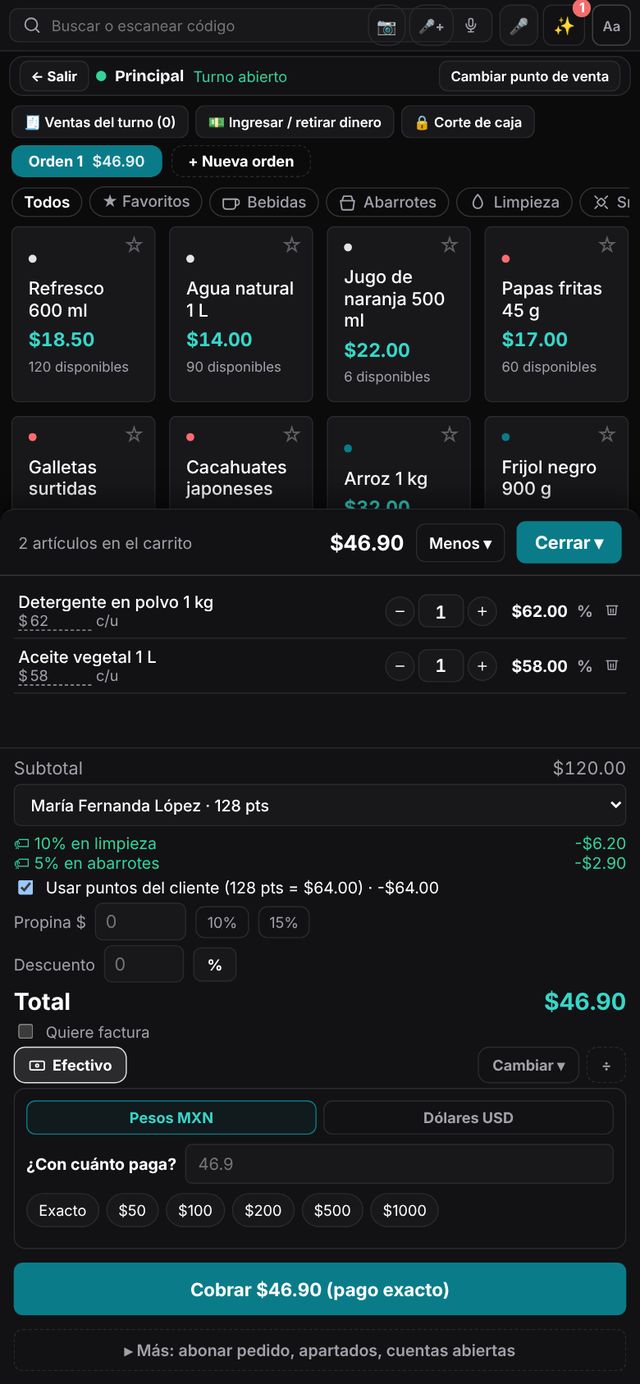 Buscar o escanear código
1
Aa
← Salir Principal Turno abierto Cambiar punto de venta
Ventas del turno (0) Ingresar / retirar dinero Corte de caja
Orden 1 $46.90 + Nueva orden
Todos ★ Favoritos Bebidas Abarrotes Limpieza
Refresco 600 ml
$18.50
120 disponibles
Agua natural 1 L
$14.00
90 disponibles
Jugo de naranja 500 ml
$22.00
6 disponibles
Papas fritas 45 g
$17.00
60 disponibles
Galletas surtidas
Cacahuates japoneses
Arroz 1 kg
$32.00
Frijol negro 900 g
2 artículos en el carrito $46.90 Menos ▾ Cerrar ▾
Detergente en polvo 1 kg
$ 62 c/u
− 1 + $62.00 %
Aceite vegetal 1 L
$ 58 c/u
− 1 + $58.00 %
Subtotal $120.00
María Fernanda López · 128 pts
10% en limpieza -$6.20
5% en abarrotes -$2.90
Usar puntos del cliente (128 pts = $64.00) · -$64.00
Propina $ 0 10% 15%
Descuento 0 %
Total $46.90
Quiere factura
Efectivo Cambiar ▾ ÷
Pesos MXN Dólares USD
¿Con cuánto paga? 46.9
Exacto $50 $100 $200 $500 $1000
Cobrar $46.90 (pago exacto)
▸ Más: abonar pedido, apartados, cuentas abiertas